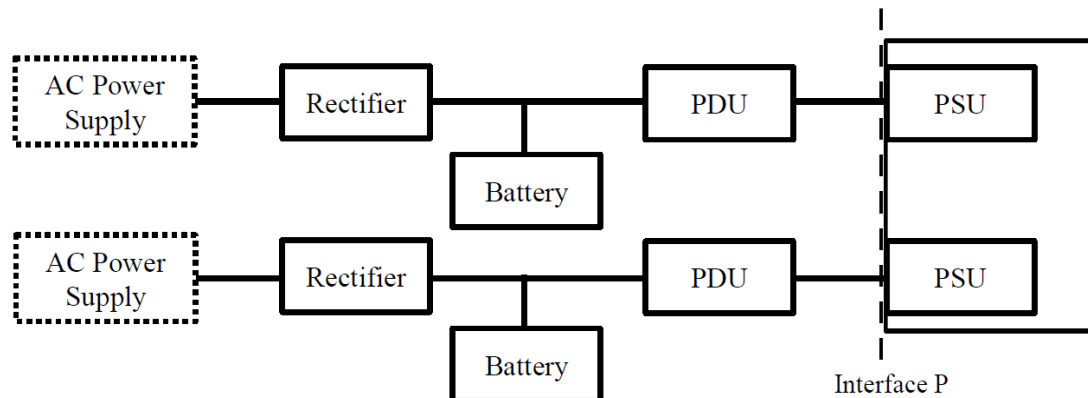 AC Power
Supply
Rectifier
PDU
PSU
Battery
AC Power
Supply
Rectifier
PDU
PSU
Battery
Interface P